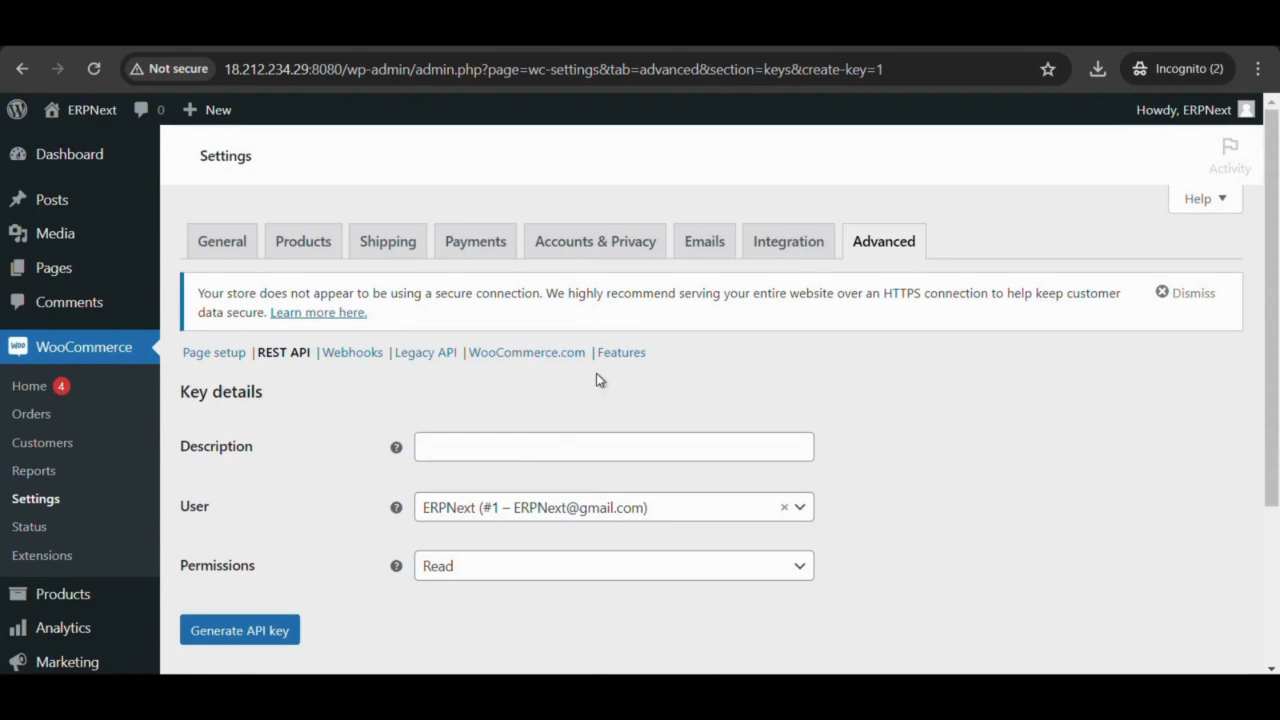 Not secure
18.212.234.29:8080/wp-admin/admin.php?page=wc-settings&tab=advanced&section=keys&create-key=1
Incognito (2)
ERPNext
0
New
Howdy, ERPNext
Dashboard
Posts
Media
Pages
Comments
WooCommerce
Home 4
Orders
Customers
Reports
Settings
Status
Extensions
Products
Analytics
Marketing
Settings
Activity
Help
General
Products
Shipping
Payments
Accounts & Privacy
Emails
Integration
Advanced
Your store does not appear to be using a secure connection. We highly recommend serving your entire website over an HTTPS connection to help keep customer
data secure. Learn more here.
Dismiss
Page setup | REST API | Webhooks | Legacy API | WooCommerce.com | Features
Key details
Description
User
ERPNext (#1 – ERPNext@gmail.com)
Permissions
Read
Generate API key